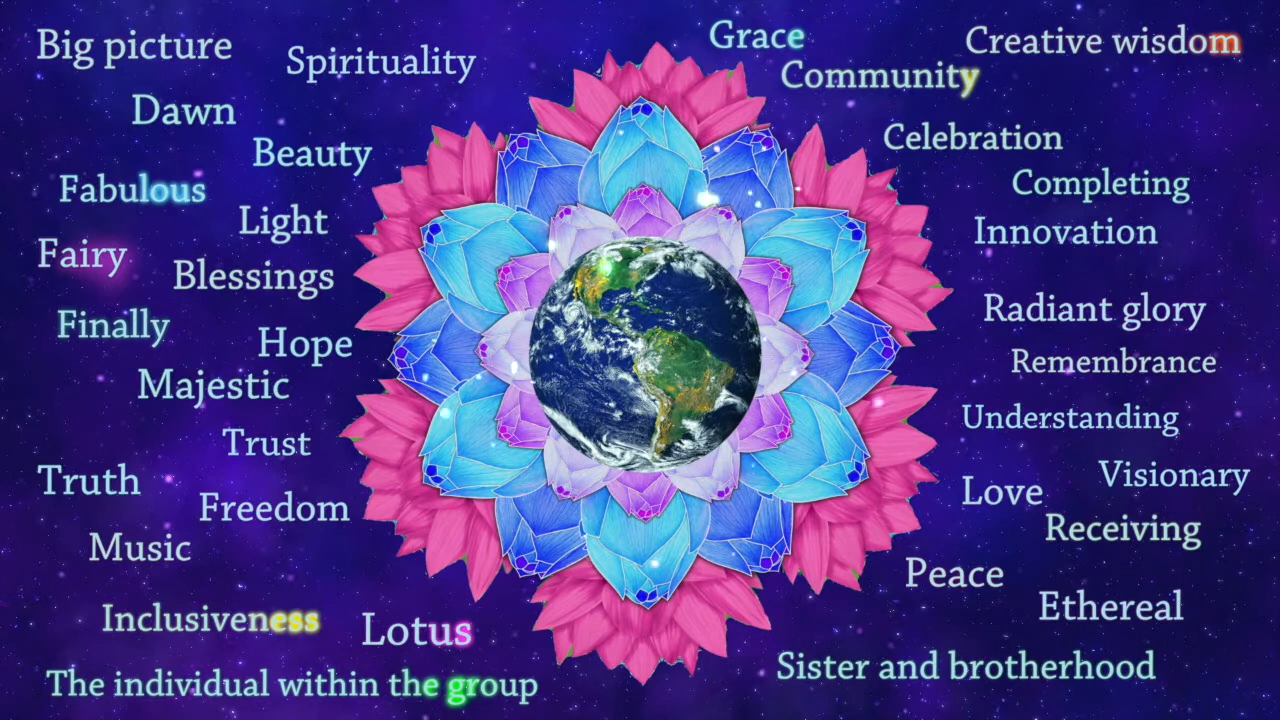 Big picture
Spirituality
Dawn
Beauty
Fabulous
Light
Fairy
Blessings
Finally
Hope
Majestic
Trust
Truth
Freedom
Music
Inclusiveness
Lotus
The individual within the group
Grace
Creative wisdom
Community
Celebration
Completing
Innovation
Radiant glory
Remembrance
Understanding
Visionary
Love
Receiving
Peace
Ethereal
Sister and brotherhood